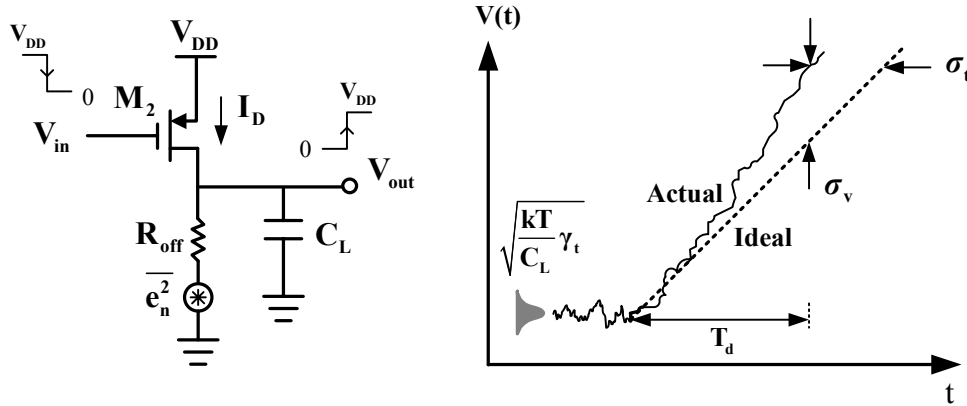 V_DD
0
V_DD
M_2
I_D
V_in
V_DD
0
V_out
R_off
C_L
e_n^2
V(t)
σ_t
Actual
σ_v
Ideal
√(kT/C_L γ_t)
T_d
t